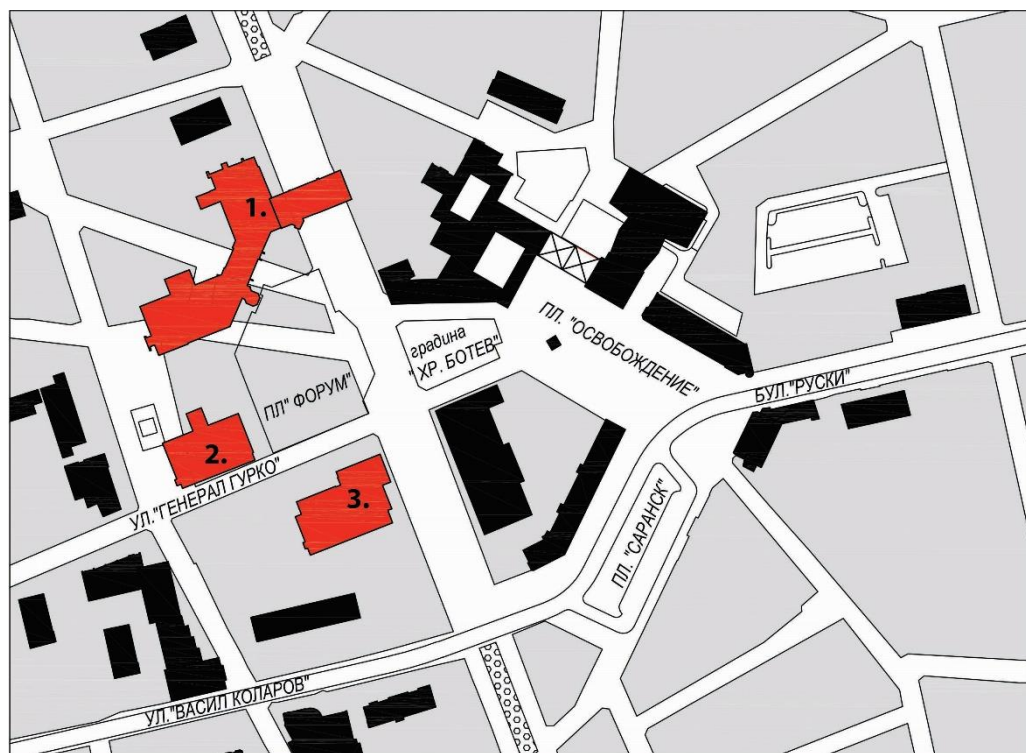 1.
градина
" ХР. БОТЕВ"
ПЛ. "ОСВОБОЖДЕНИЕ"
БУЛ."РУСКИ"
ПЛ" ФОРУМ"
2.
УЛ."ГЕНЕРАЛ ГУРКО"
3.
ПЛ. "САРАНСК"
УЛ."ВАСИЛ КОЛАРОВ"